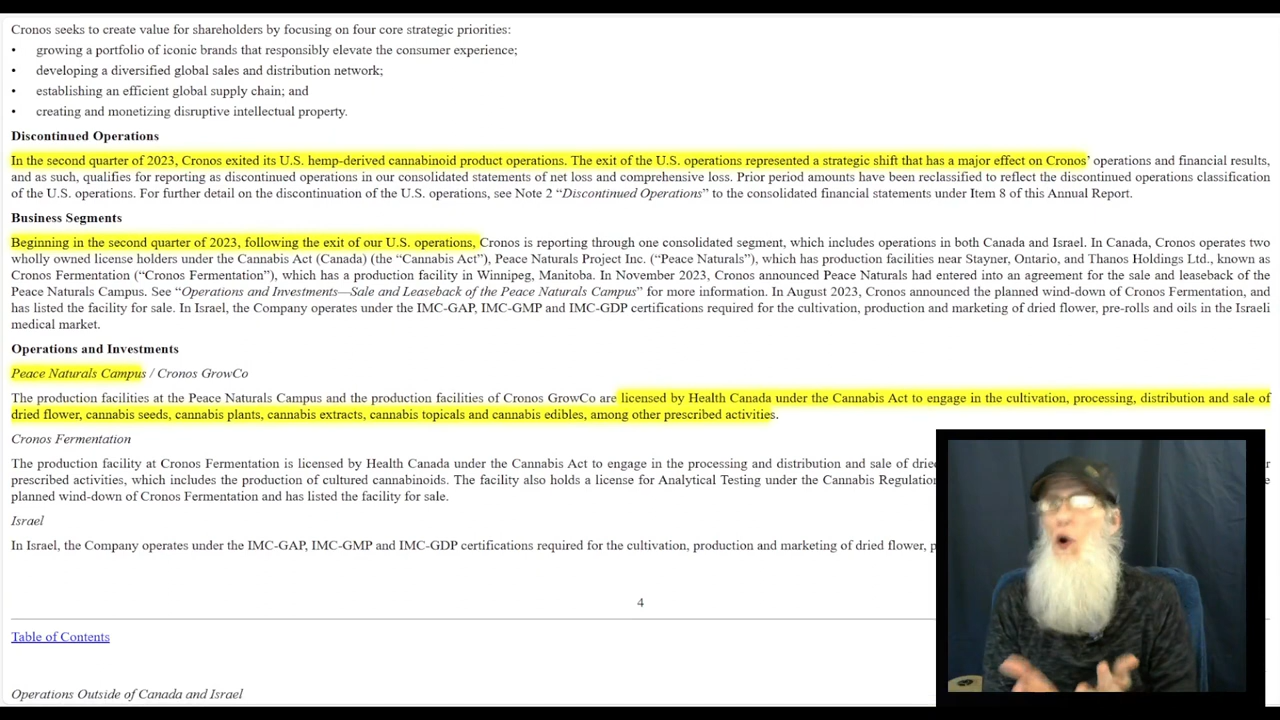 Cronos seeks to create value for shareholders by focusing on four core strategic priorities:
• growing a portfolio of iconic brands that responsibly elevate the consumer experience;
• developing a diversified global sales and distribution network;
• establishing an efficient global supply chain; and
• creating and monetizing disruptive intellectual property.
Discontinued Operations
In the second quarter of 2023, Cronos exited its U.S. hemp-derived cannabinoid product operations. The exit of the U.S. operations represented a strategic shift that has a major effect on Cronos’ operations and financial results,
and as such, qualifies for reporting as discontinued operations in our consolidated statements of net loss and comprehensive loss. Prior period amounts have been reclassified to reflect the discontinued operations classification
of the U.S. operations. For further detail on the discontinuation of the U.S. operations, see Note 2 “Discontinued Operations” to the consolidated financial statements under Item 8 of this Annual Report.
Business Segments
Beginning in the second quarter of 2023, following the exit of our U.S. operations, Cronos is reporting through one consolidated segment, which includes operations in both Canada and Israel. In Canada, Cronos operates two
wholly owned license holders under the Cannabis Act (Canada) (the “Cannabis Act”), Peace Naturals Project Inc. (“Peace Naturals”), which has production facilities near Stayner, Ontario, and Thanos Holdings Ltd., known as
Cronos Fermentation (“Cronos Fermentation”), which has a production facility in Winnipeg, Manitoba. In November 2023, Cronos announced Peace Naturals had entered into an agreement for the sale and leaseback of the
Peace Naturals Campus. See “Operations and Investments—Sale and Leaseback of the Peace Naturals Campus” for more information. In August 2023, Cronos announced the planned wind-down of Cronos Fermentation, and
has listed the facility for sale. In Israel, the Company operates under the IMC-GAP, IMC-GMP and IMC-GDP certifications required for the cultivation, production and marketing of dried flower, pre-rolls and oils in the Israeli
medical market.
Operations and Investments
Peace Naturals Campus / Cronos GrowCo
The production facilities at the Peace Naturals Campus and the production facilities of Cronos GrowCo are licensed by Health Canada under the Cannabis Act to engage in the cultivation, processing, distribution and sale of
dried flower, cannabis seeds, cannabis plants, cannabis extracts, cannabis topicals and cannabis edibles, among other prescribed activities.
Cronos Fermentation
The production facility at Cronos Fermentation is licensed by Health Canada under the Cannabis Act to engage in the processing and distribution and sale of
prescribed activities, which includes the production of cultured cannabinoids. The facility also holds a license for Analytical Testing under the Cannabis
planned wind-down of Cronos Fermentation and has listed the facility for sale.
Israel
In Israel, the Company operates under the IMC-GAP, IMC-GMP and IMC-GDP certifications required for the cultivation, production and marketing of dried flower,
4
Table of Contents
Operations Outside of Canada and Israel